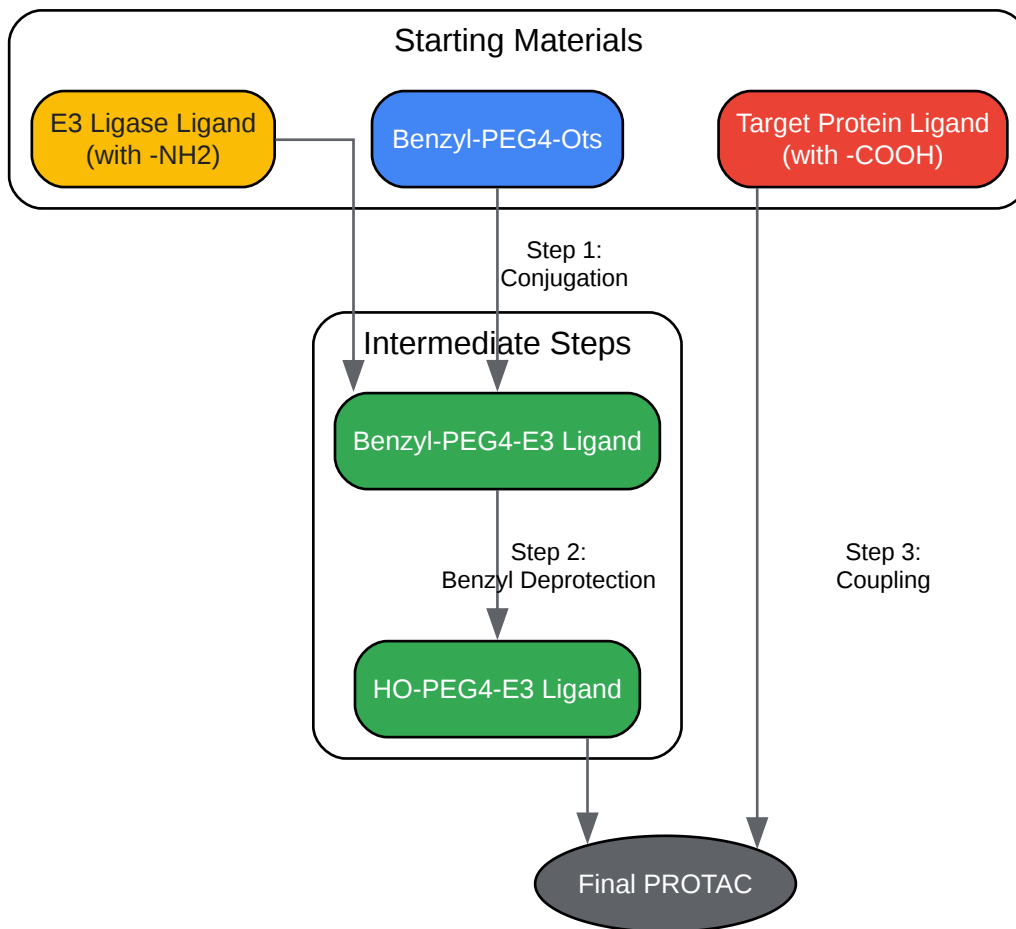 Starting Materials
E3 Ligase Ligand
(with -NH2)
Benzyl-PEG4-Ots
Target Protein Ligand
(with -COOH)
Step 1:
Conjugation
Intermediate Steps
Benzyl-PEG4-E3 Ligand
Step 2:
Benzyl Deprotection
Step 3:
Coupling
HO-PEG4-E3 Ligand
Final PROTAC